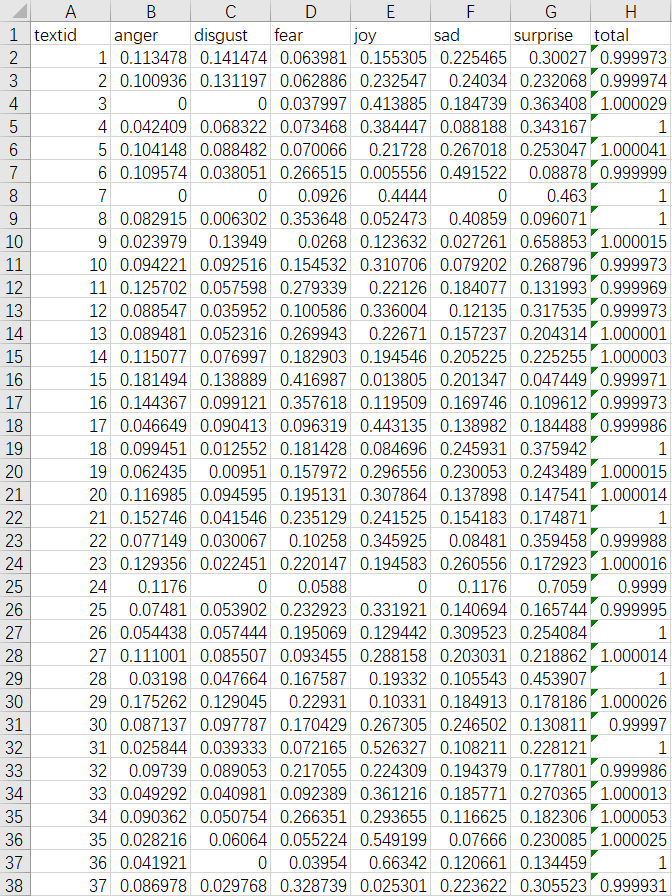 A B C D E F G H
1 textid anger disgust fear joy sad surprise total
2 1 0.113478 0.141474 0.063981 0.155305 0.225465 0.30027 0.999973
3 2 0.100936 0.131197 0.062886 0.232547 0.24034 0.232068 0.999974
4 3 0 0 0.037997 0.413885 0.184739 0.363408 1.000029
5 4 0.042409 0.068322 0.073468 0.384447 0.088188 0.343167 1
6 5 0.104148 0.088482 0.070066 0.21728 0.267018 0.253047 1.000041
7 6 0.109574 0.038051 0.266515 0.005556 0.491522 0.08878 0.999999
8 7 0 0 0.0926 0.4444 0 0.463 1
9 8 0.082915 0.006302 0.353648 0.052473 0.40859 0.096071 1
10 9 0.023979 0.13949 0.0268 0.123632 0.027261 0.658853 1.000015
11 10 0.094221 0.092516 0.154532 0.310706 0.079202 0.268796 0.999973
12 11 0.125702 0.057598 0.279339 0.22126 0.184077 0.131993 0.999969
13 12 0.088547 0.035952 0.100586 0.336004 0.12135 0.317535 0.999973
14 13 0.089481 0.052316 0.269943 0.22671 0.157237 0.204314 1.000001
15 14 0.115077 0.076997 0.182903 0.194546 0.205225 0.225255 1.000003
16 15 0.181494 0.138889 0.416987 0.013805 0.201347 0.047449 0.999971
17 16 0.144367 0.099121 0.357618 0.119509 0.169746 0.109612 0.999973
18 17 0.046649 0.090413 0.096319 0.443135 0.138982 0.184488 0.999986
19 18 0.099451 0.012552 0.181428 0.084696 0.245931 0.375942 1
20 19 0.062435 0.00951 0.157972 0.296556 0.230053 0.243489 1.000015
21 20 0.116985 0.094595 0.195131 0.307864 0.137898 0.147541 1.000014
22 21 0.152746 0.041546 0.235129 0.241525 0.154183 0.174871 1
23 22 0.077149 0.030067 0.10258 0.345925 0.08481 0.359458 0.999988
24 23 0.129356 0.022451 0.220147 0.194583 0.260556 0.172923 1.000016
25 24 0.1176 0 0.0588 0 0.1176 0.7059 0.9999
26 25 0.07481 0.053902 0.232923 0.331921 0.140694 0.165744 0.999995
27 26 0.054438 0.057444 0.195069 0.129442 0.309523 0.254084 1
28 27 0.111001 0.085507 0.093455 0.288158 0.203031 0.218862 1.000014
29 28 0.03198 0.047664 0.167587 0.19332 0.105543 0.453907 1
30 29 0.175262 0.129045 0.22931 0.10331 0.184913 0.178186 1.000026
31 30 0.087137 0.097787 0.170429 0.267305 0.246502 0.130811 0.99997
32 31 0.025844 0.039333 0.072165 0.526327 0.108211 0.228121 1
33 32 0.09739 0.089053 0.217055 0.224309 0.194379 0.177801 0.999986
34 33 0.049292 0.040981 0.092389 0.361216 0.185771 0.270365 1.000013
35 34 0.090362 0.050754 0.266351 0.293655 0.116625 0.182306 1.000053
36 35 0.028216 0.06064 0.055224 0.549199 0.07666 0.230085 1.000025
37 36 0.041921 0 0.03954 0.66342 0.120661 0.134459 1
38 37 0.086978 0.029768 0.328739 0.025301 0.223622 0.305523 0.999931